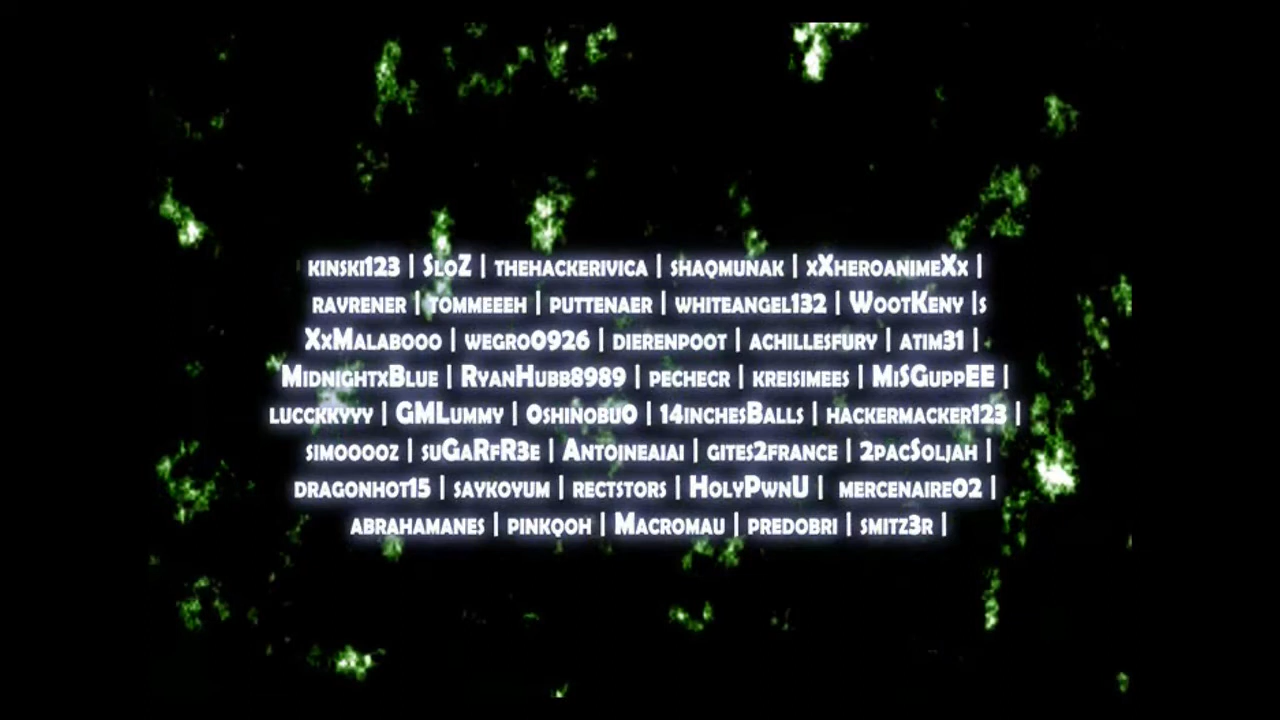 kinski123 | SloZ | thehackerivica | shaqmunak | xXheroanimeXx |
ravrener | tommeeeh | puttenaer | whiteangel132 | WootKeny |s
XxMalabooo | wegro0926 | dierenpoot | achillesfury | atim31 |
MidnightxBlue | RyanHubb8989 | pechecr | kreisimees | MiSGuppEE |
lucckkyyy | GMLummy | 0shinobu0 | 14inchesBalls | hackermacker123 |
simooooz | suGaRfR3e | Antoineaiai | gites2france | 2pacSoljah |
dragonhot15 | saykoyum | rectstors | HolyPwnU | mercenaire02 |
abrahamanes | pinkqoh | Macromau | predobri | smitz3r |